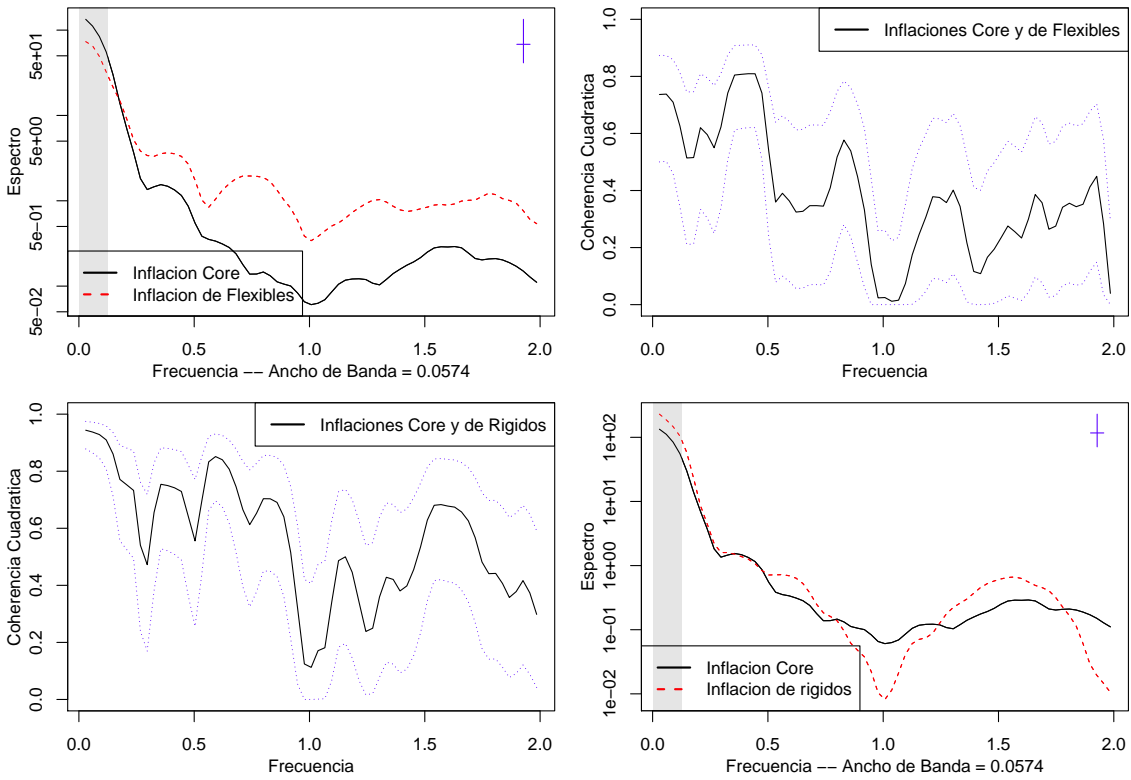 5e+01
5e+00
5e−01
5e−02
Espectro
Inflacion Core
Inflacion de Flexibles
0.0 0.5 1.0 1.5 2.0
Frecuencia −− Ancho de Banda = 0.0574
1.0
0.8
0.6
0.4
0.2
0.0
Coherencia Cuadratica
Inflaciones Core y de Flexibles
0.0 0.5 1.0 1.5 2.0
Frecuencia
1.0
0.8
0.6
0.4
0.2
0.0
Coherencia Cuadratica
Inflaciones Core y de Rigidos
0.0 0.5 1.0 1.5 2.0
Frecuencia
1e+02
1e+01
1e+00
1e−01
1e−02
Espectro
Inflacion Core
Inflacion de rigidos
0.0 0.5 1.0 1.5 2.0
Frecuencia −− Ancho de Banda = 0.0574